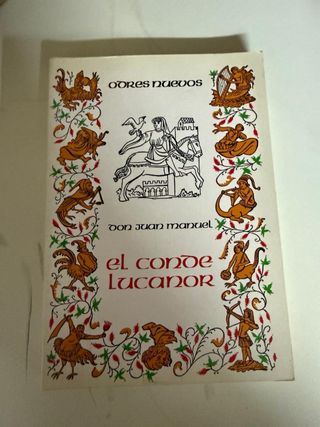 odres nuevos
don juan manuel
el conde
lucanor